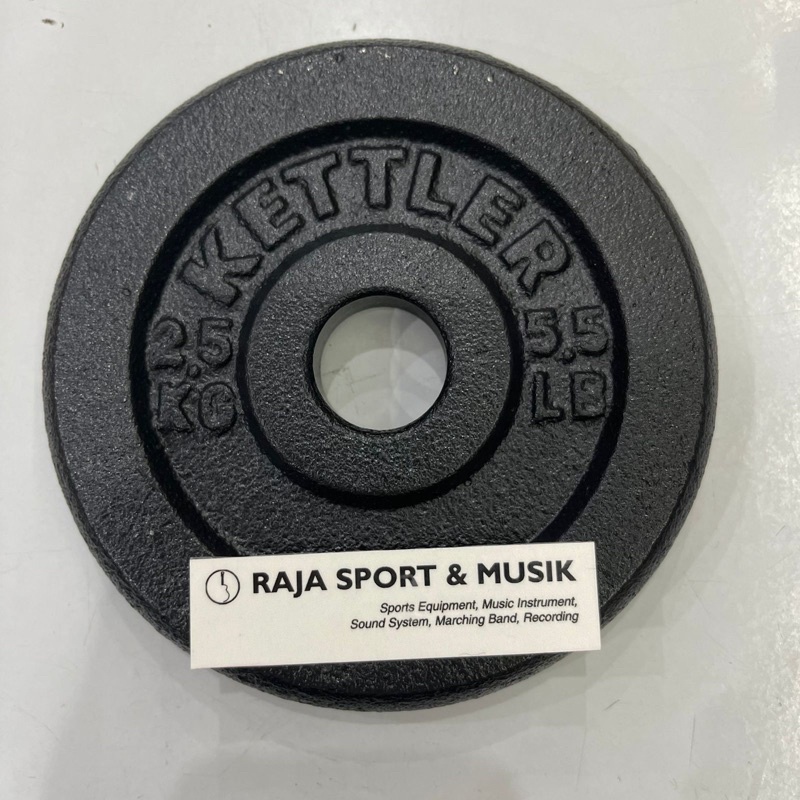 KETTLER
2.5 5.5
KG LB
RAJA SPORT & MUSIK
Sports Equipment, Music Instrument,
Sound System, Marching Band, Recording